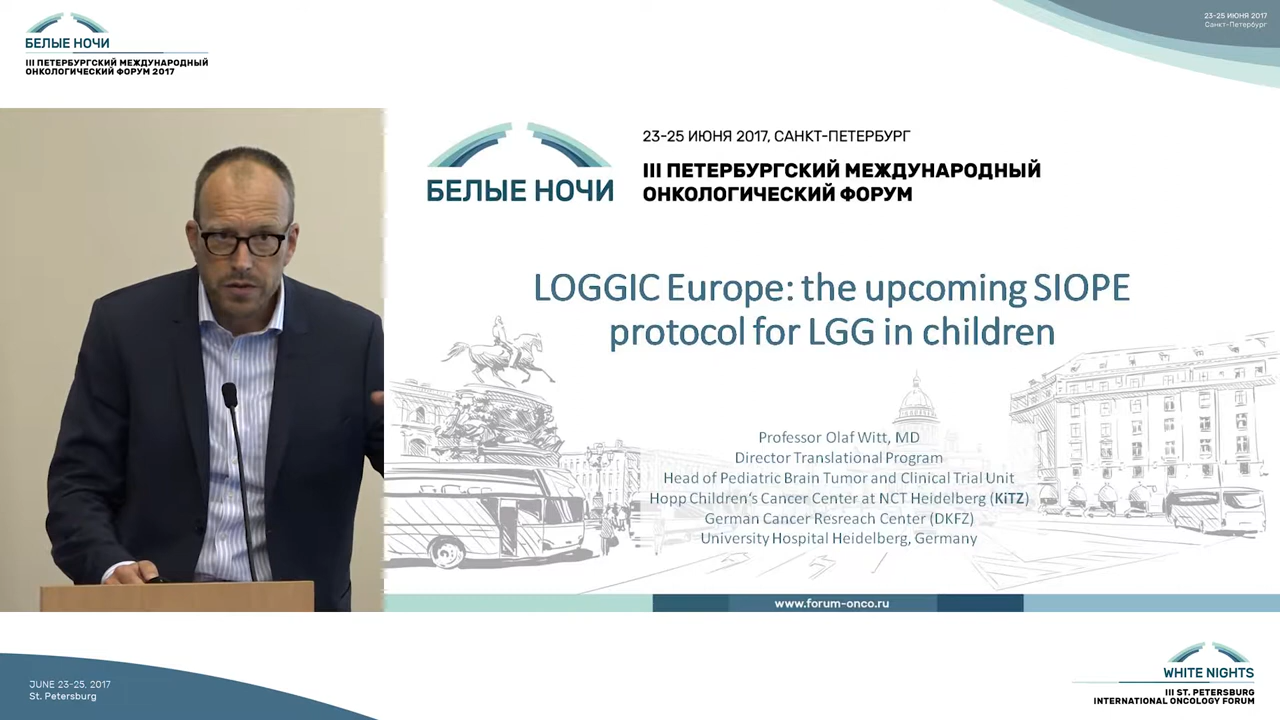 БЕЛЫЕ НОЧИ
III ПЕТЕРБУРГСКИЙ МЕЖДУНАРОДНЫЙ
ОНКОЛОГИЧЕСКИЙ ФОРУМ 2017
23-25 ИЮНЯ 2017
Санкт-Петербург
БЕЛЫЕ НОЧИ
23-25 ИЮНЯ 2017, САНКТ-ПЕТЕРБУРГ
III ПЕТЕРБУРГСКИЙ МЕЖДУНАРОДНЫЙ
ОНКОЛОГИЧЕСКИЙ ФОРУМ
LOGGIC Europe: the upcoming SIOPE
protocol for LGG in children
Professor Olaf Witt, MD
Director Translational Program
Head of Pediatric Brain Tumor and Clinical Trial Unit
Hopp Children's Cancer Center at NCT Heidelberg (KiTZ)
German Cancer Resreach Center (DKFZ)
University Hospital Heidelberg, Germany
www.forum-onco.ru
JUNE 23-25, 2017
St. Petersburg
WHITE NIGHTS
III ST. PETERSBURG
INTERNATIONAL ONCOLOGY FORUM